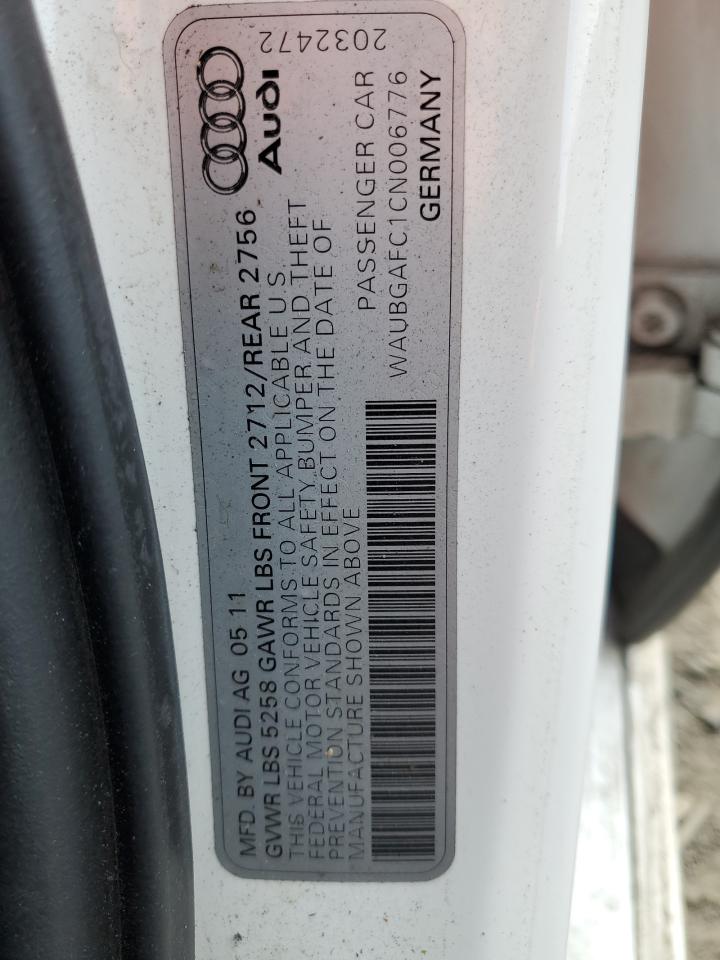 MFD. BY AUDI AG 05 11
GVWR LBS 5258 GAWR LBS FRONT 2712/REAR 2756
THIS VEHICLE CONFORMS TO ALL APPLICABLE U.S
FEDERAL MOTOR VEHICLE SAFETY, BUMPER AND THEFT
PREVENTION STANDARDS IN EFFECT ON THE DATE OF
MANUFACTURE SHOWN ABOVE
Audi
2032472
PASSENGER CAR
WAUBGAFC1CN006776
GERMANY